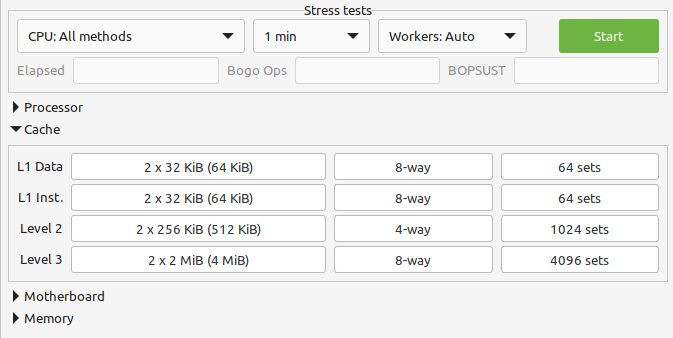 Stress tests
CPU: All methods 1 min Workers: Auto Start
Elapsed Bogo Ops BOPSUST
Processor
Cache
L1 Data 2 x 32 KiB (64 KiB) 8-way 64 sets
L1 Inst. 2 x 32 KiB (64 KiB) 8-way 64 sets
Level 2 2 x 256 KiB (512 KiB) 4-way 1024 sets
Level 3 2 x 2 MiB (4 MiB) 8-way 4096 sets
Motherboard
Memory